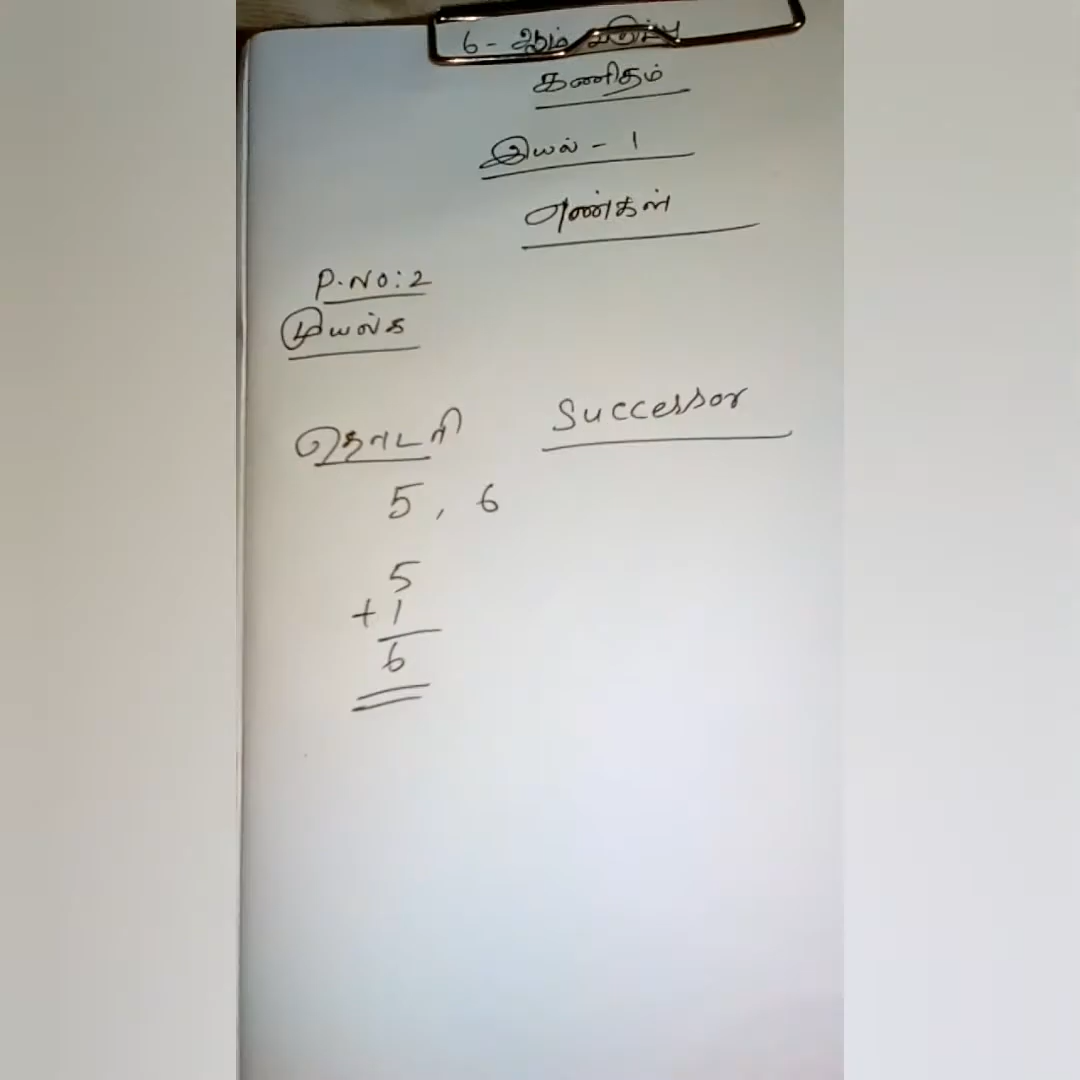 6 - ஆம் வகுப்பு
கணிதம்
இயல் - 1
எண்கள்
P.NO:2
முயல்க
தொடரி Successor
5, 6
5
+ 1
6